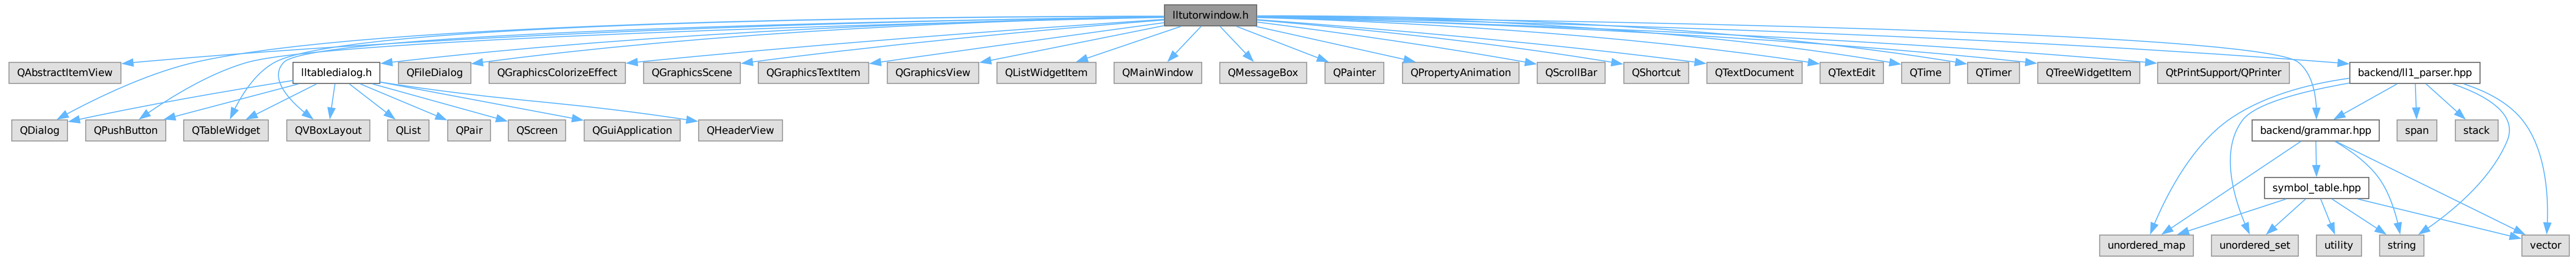 lltutorwindow.h
QAbstractItemView
lltabledialog.h
QFileDialog
QGraphicsColorizeEffect
QGraphicsScene
QGraphicsTextItem
QGraphicsView
QListWidgetItem
QMainWindow
QMessageBox
QPainter
QPropertyAnimation
QScrollBar
QShortcut
QTextDocument
QTextEdit
QTime
QTimer
QTreeWidgetItem
QtPrintSupport/QPrinter
backend/ll1_parser.hpp
QDialog
QPushButton
QTableWidget
QVBoxLayout
QList
QPair
QScreen
QGuiApplication
QHeaderView
backend/grammar.hpp
span
stack
symbol_table.hpp
unordered_map
unordered_set
utility
string
vector